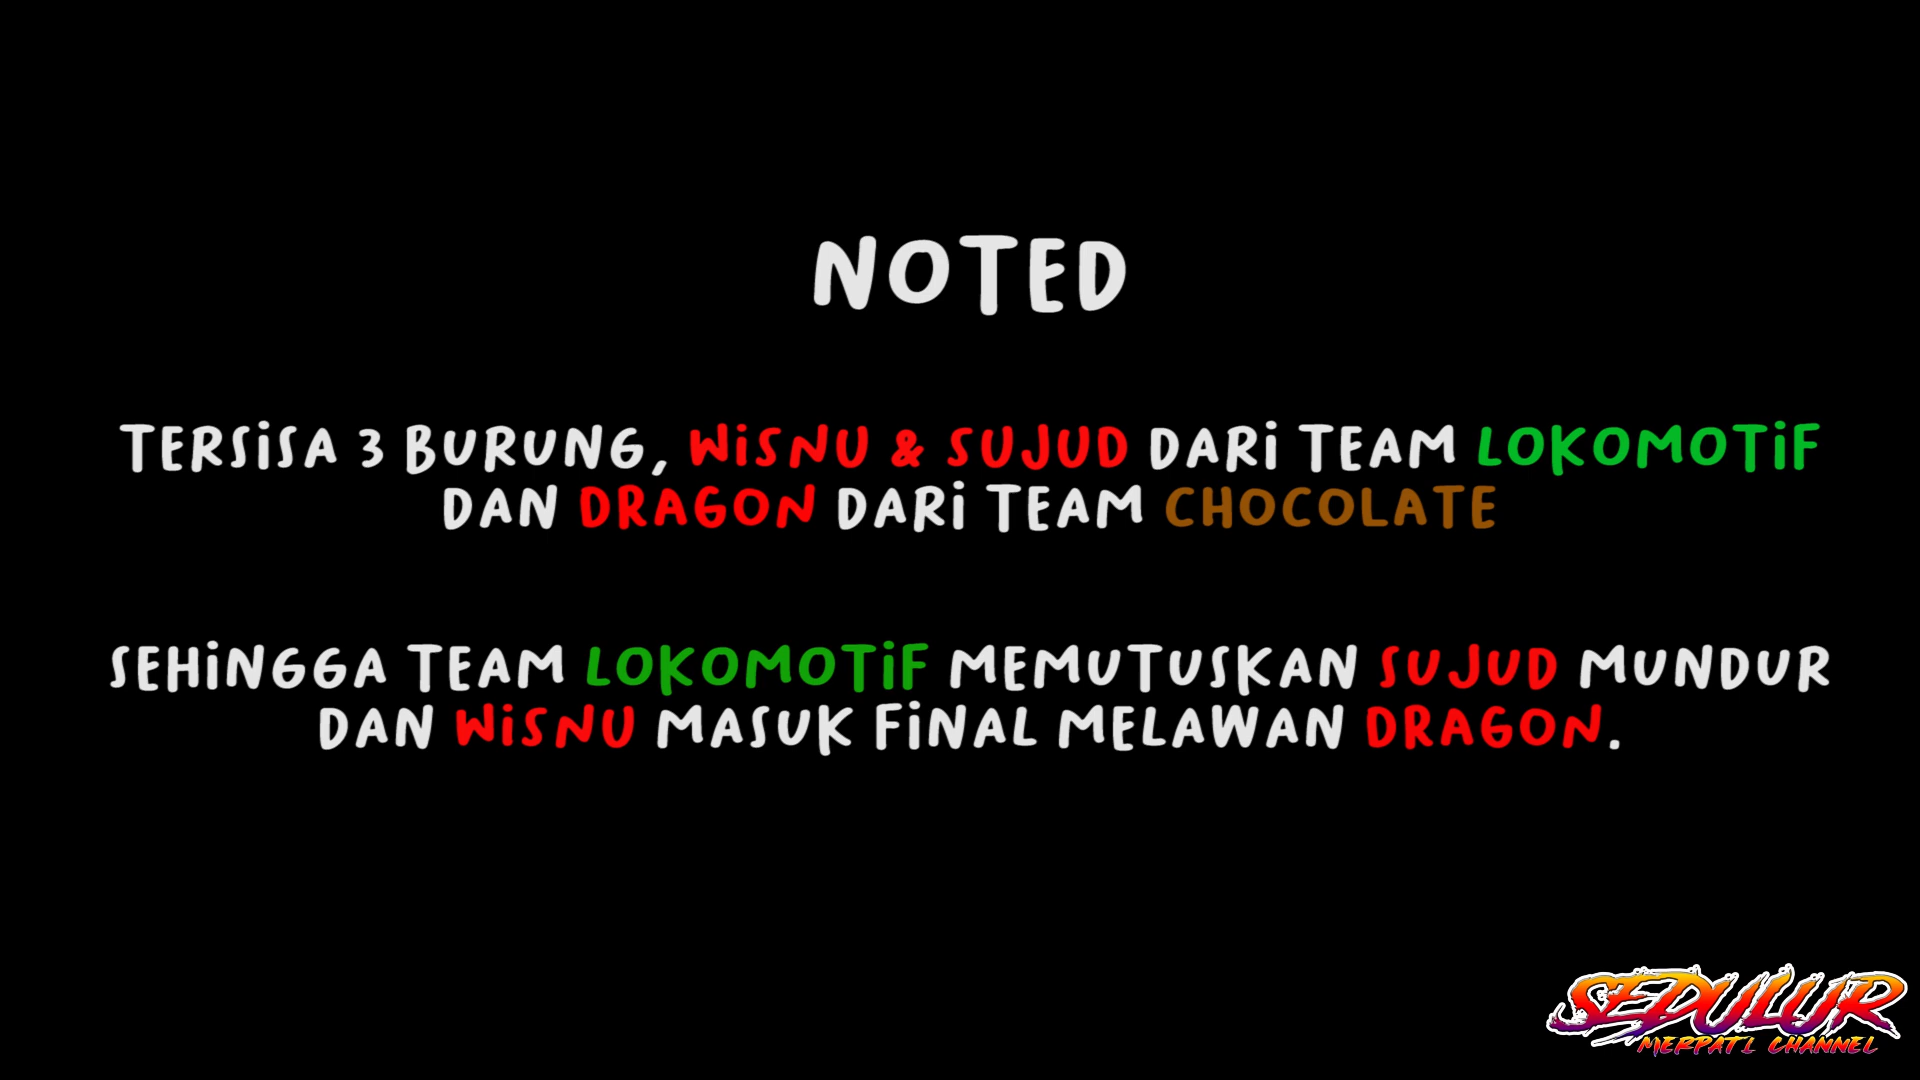 NOTED
TERSiSA 3 BURUNG, WiSNU & SUJUD DARi TEAM LOKOMOTiF
DAN DRAGON DARi TEAM CHOCOLATE
SEHiNGGA TEAM LOKOMOTiF MEMUTUSKAN SUJUD MUNDUR
DAN WiSNU MASUK FiNAL MELAWAN DRAGON.
SEDULUR
MERPATI CHANNEL